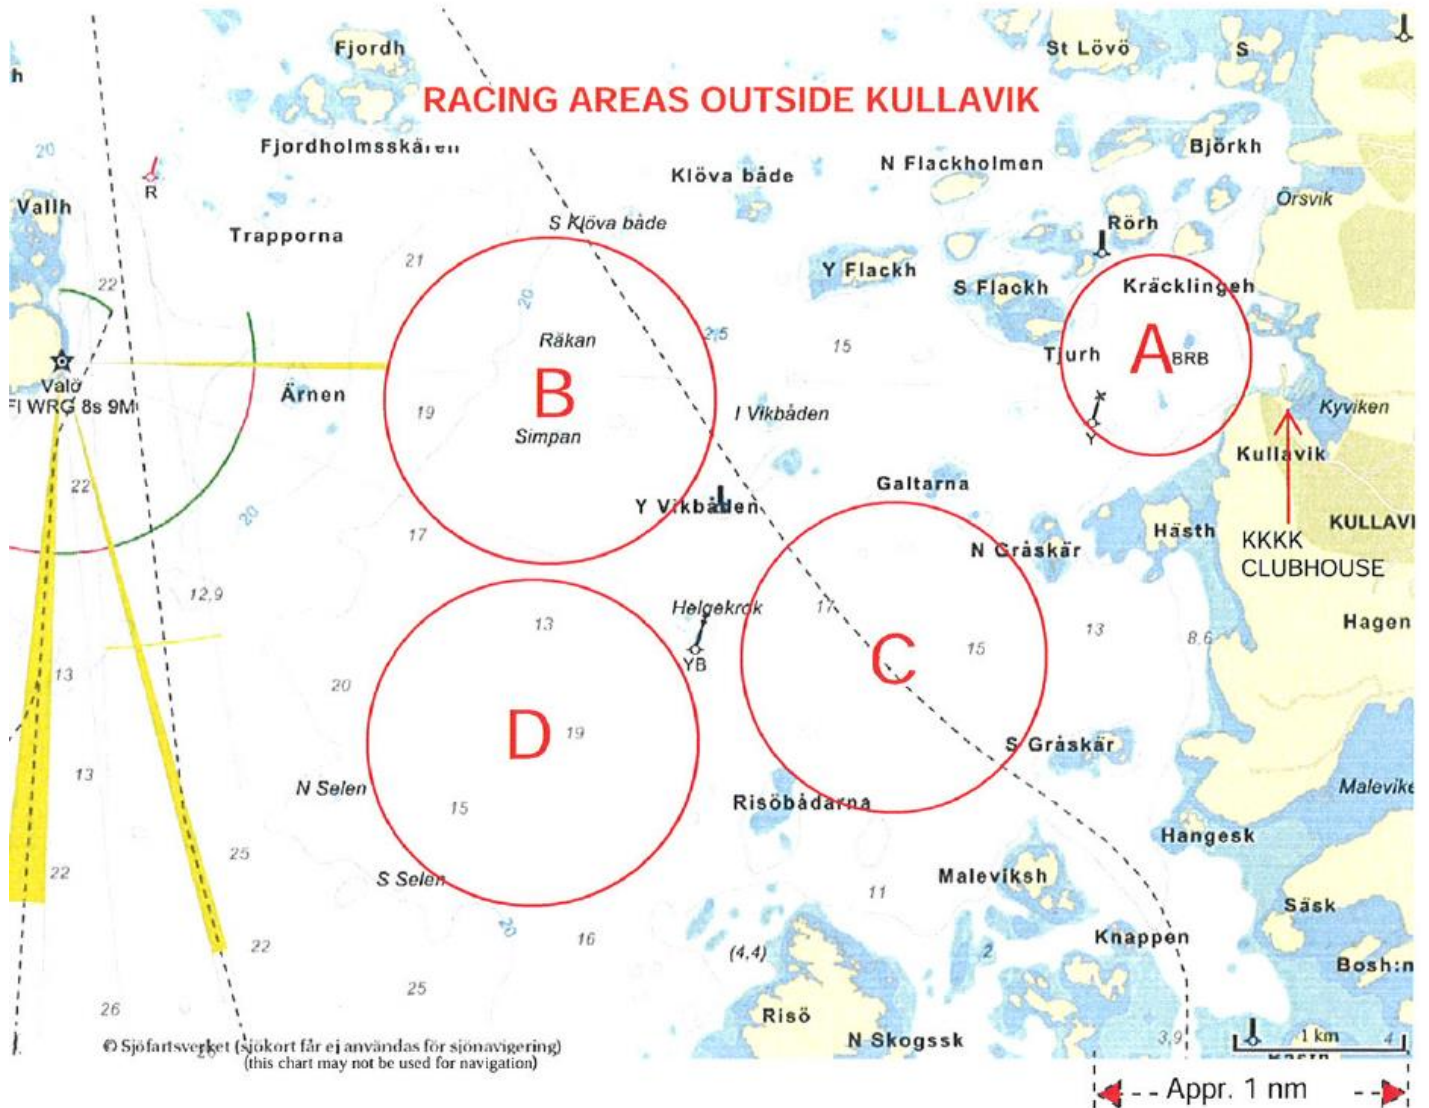 Fjordh
St Lövö
S
h
RACING AREAS OUTSIDE KULLAVIK
20
Fjordholmsskären
Björkh
N Flackholmen
Klöva både
R
Örsvik
Vallh
S Klöva både
Rörh
Trapporna
21
Y Flackh
22
S Flackh
Kräcklingeh
20
2,5
Räkan
15
Tjurh
A
BRB
Valö
Fl WRG 8s 9M
Ärnen
B
19
I Vikbåden
Kyviken
Simpan
Y
Kullavik
22
Galtarna
Y Vikbåden
20
KULLAVI
17
Hästh
KKKK
CLUBHOUSE
N Gråskär
12,9
Helgekrok
17
13
13
8,6
Hagen
15
C
YB
13
20
D
19
S Gråskär
13
N Selen
Malevike
15
Risöbådarna
Hangesk
25
22
S Selen
Maleviksh
11
Säsk
20
16
Knappen
22
(4,4)
2
Bosh:n
25
26
Risö
1 km
N Skogssk
3,9
4
© Sjöfartsverket (sjökort får ej användas för sjönavigering)
(this chart may not be used for navigation)
Appr. 1 nm